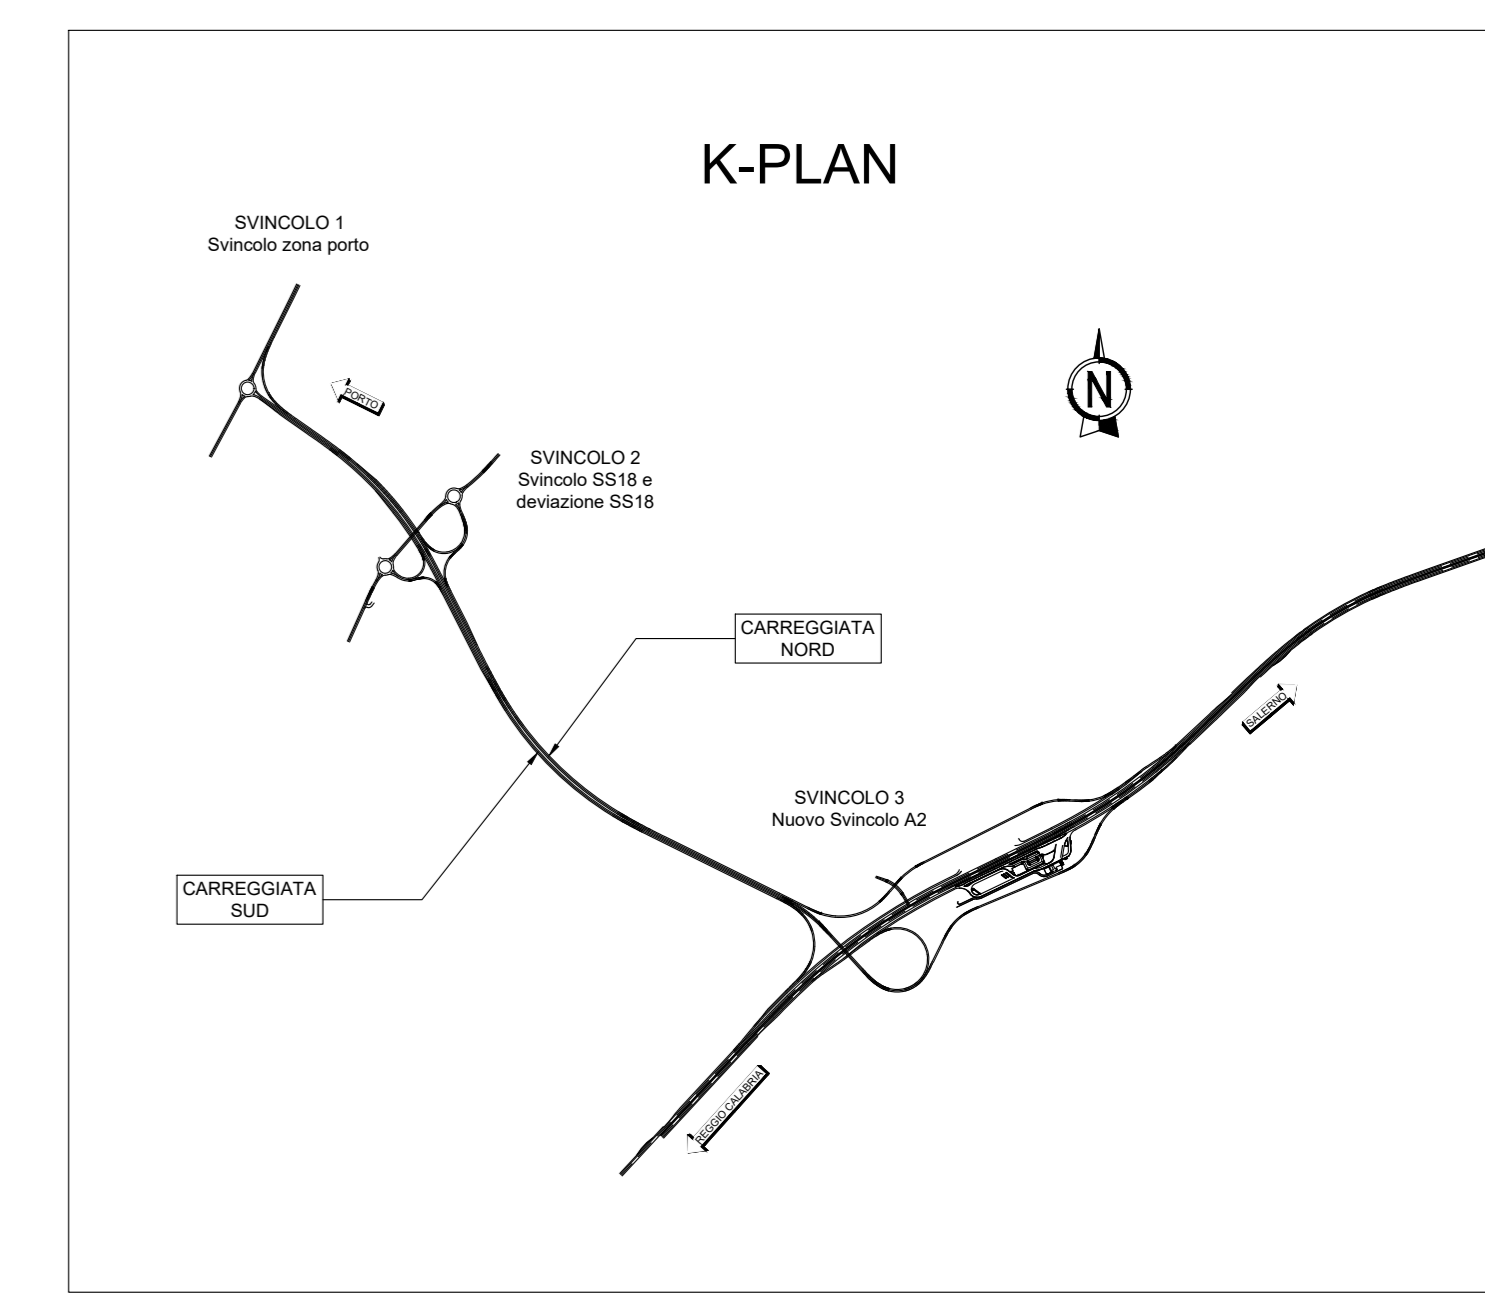 K-PLAN
SVINCOLO 1
Svincolo zona porto
PORTO
N
SVINCOLO 2
Svincolo SS18 e
deviazione SS18
CARREGGIATA
NORD
SALERNO
SVINCOLO 3
Nuovo Svincolo A2
CARREGGIATA
SUD
REGGIO CALABRIA